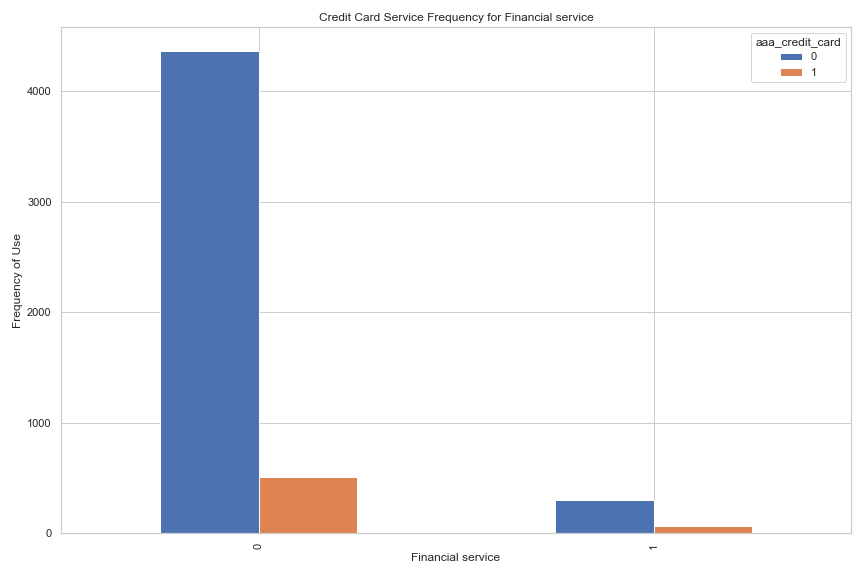 Credit Card Service Frequency for Financial service
aaa_credit_card
0
1
4000
3000
2000
1000
0
Frequency of Use
0
1
Financial service